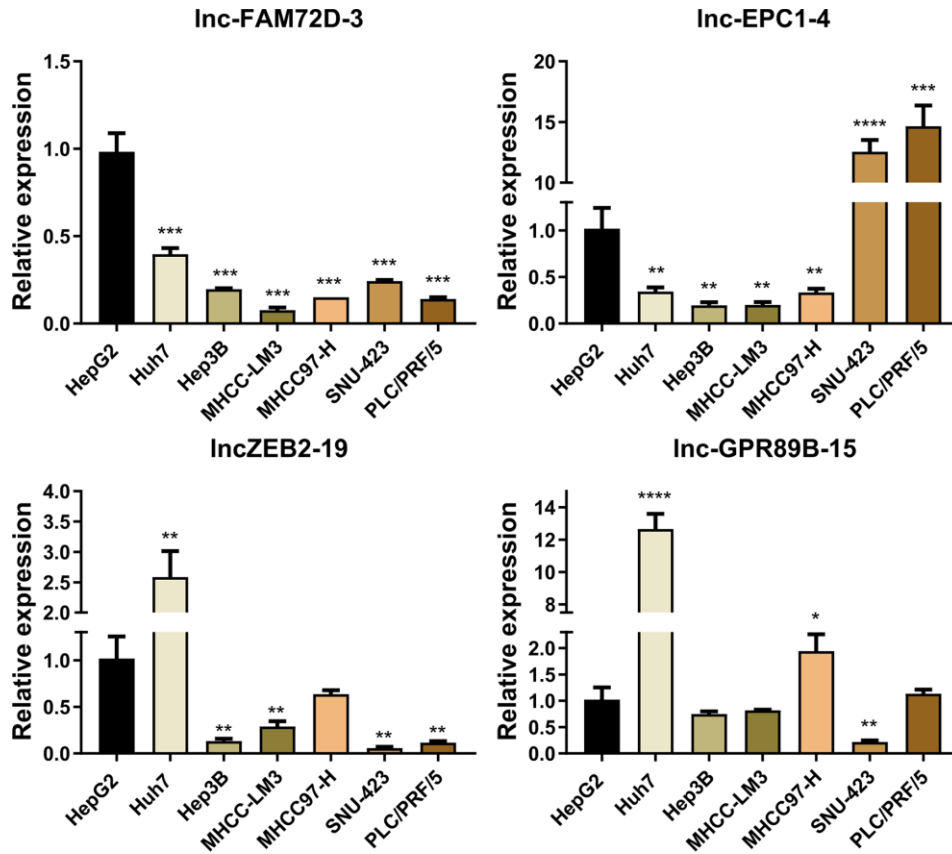 lnc-FAM72D-3
Relative expression
1.5
1.0
0.5
0.0
***
***
***
***
***
***
HepG2
Huh7
Hep3B
MHCC-LM3
MHCC97-H
SNU-423
PLC/PRF/5
lnc-EPC1-4
Relative expression
20
15
10
1.0
0.5
0.0
**
**
**
**
****
***
HepG2
Huh7
Hep3B
MHCC-LM3
MHCC97-H
SNU-423
PLC/PRF/5
lncZEB2-19
Relative expression
4.0
3.5
3.0
2.5
2.0
1.0
0.5
0.0
**
**
**
**
**
HepG2
Huh7
Hep3B
MHCC-LM3
MHCC97-H
SNU-423
PLC/PRF/5
lnc-GPR89B-15
Relative expression
14
12
10
8
2.0
1.5
1.0
0.5
0.0
****
*
**
HepG2
Huh7
Hep3B
MHCC-LM3
MHCC97-H
SNU-423
PLC/PRF/5